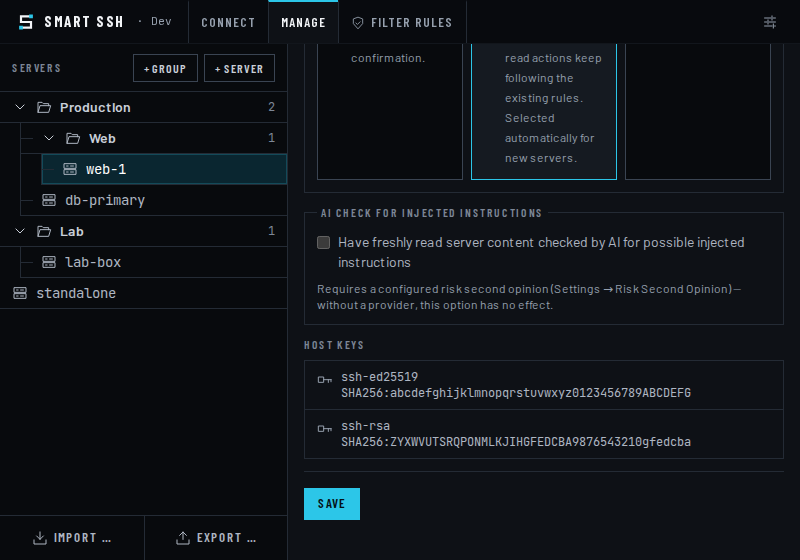 SMART SSH · Dev CONNECT MANAGE FILTER RULES
SERVERS +GROUP +SERVER
Production 2
Web 1
web-1
db-primary
Lab 1
lab-box
standalone
IMPORT … EXPORT …
confirmation.
read actions keep
following the
existing rules.
Selected
automatically for
new servers.
AI CHECK FOR INJECTED INSTRUCTIONS
Have freshly read server content checked by AI for possible injected
instructions
Requires a configured risk second opinion (Settings → Risk Second Opinion) —
without a provider, this option has no effect.
HOST KEYS
ssh-ed25519
SHA256:abcdefghijklmnopqrstuvwxyz0123456789ABCDEFG
ssh-rsa
SHA256:ZYXWVUTSRQPONMLKJIHGFEDCBA9876543210gfedcba
SAVE